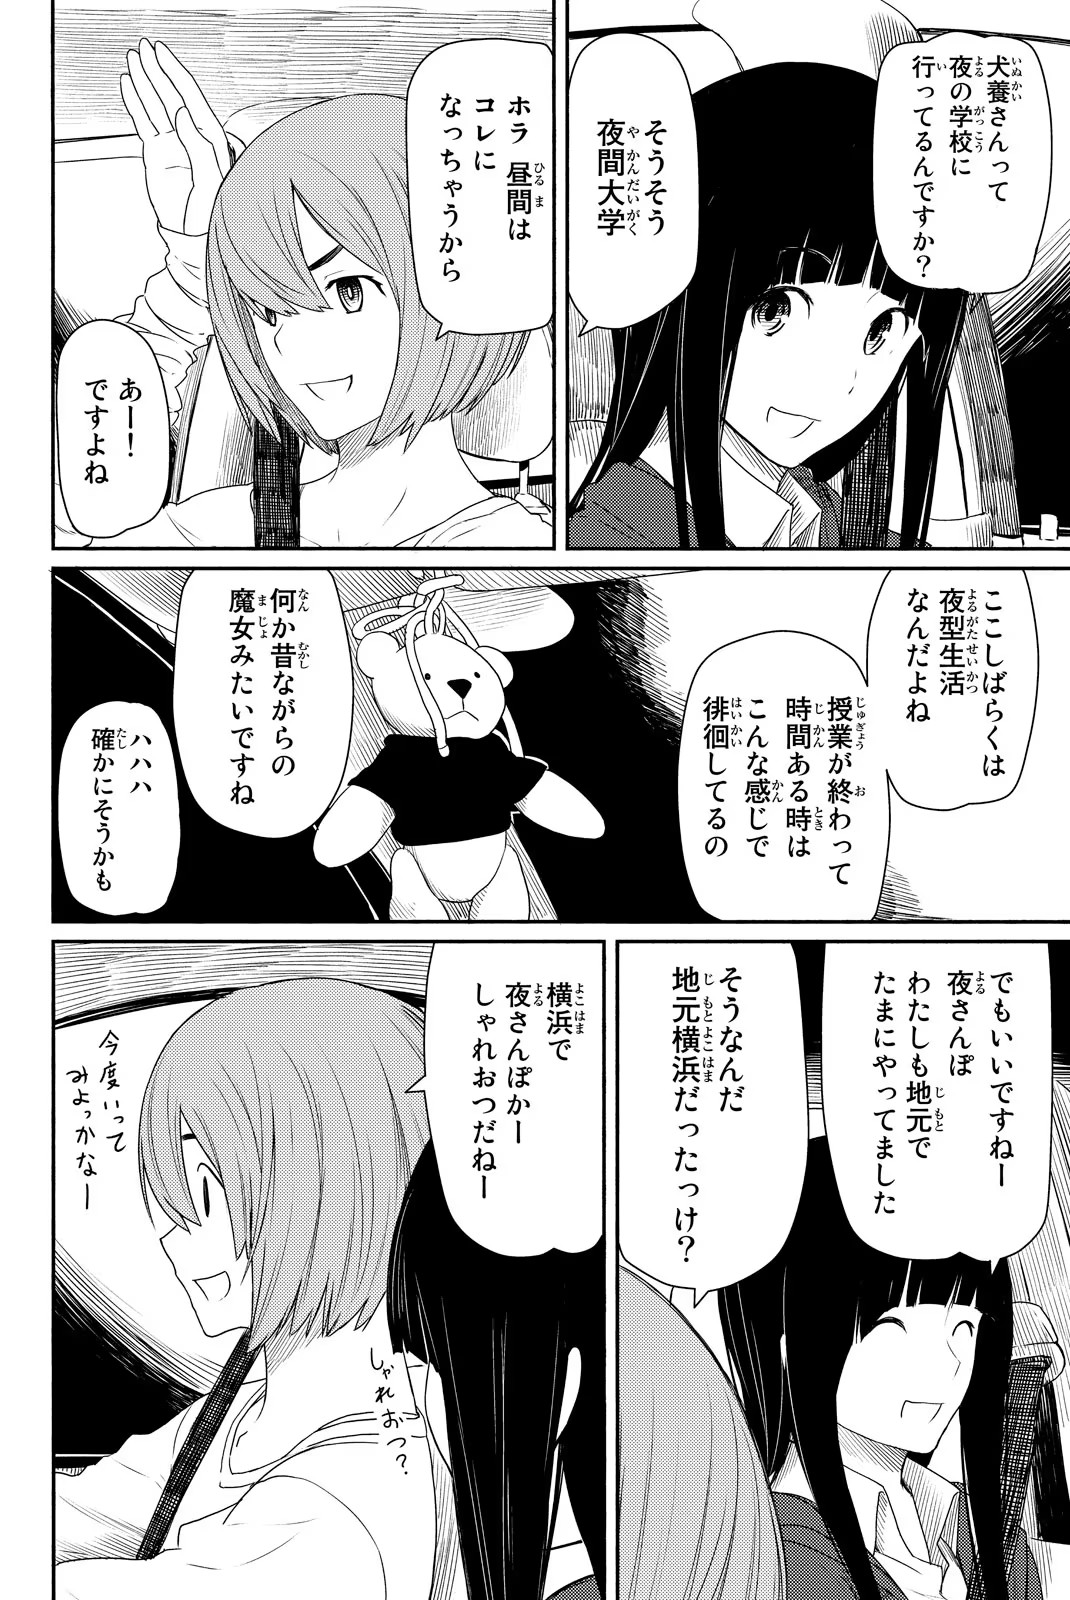 犬養さんって
夜の学校に
行ってるんですか?
そうそう
夜間大学
ホラ 昼間は
コレに
なっちゃうから
あー!
ですよね
ここしばらくは
夜型生活
なんだよね
授業が終わって
時間ある時は
こんな感じで
徘徊してるの
何か昔ながらの
魔女みたいですね
ハハハ
確かにそうかも
でもいいですねー
夜さんぽ
わたしも地元で
たまにやってました
そうなんだ
地元横浜だったっけ?
横浜で
夜さんぽかー
しゃれおつだねー
しゃれおつ?
今度いって
みよっかなー